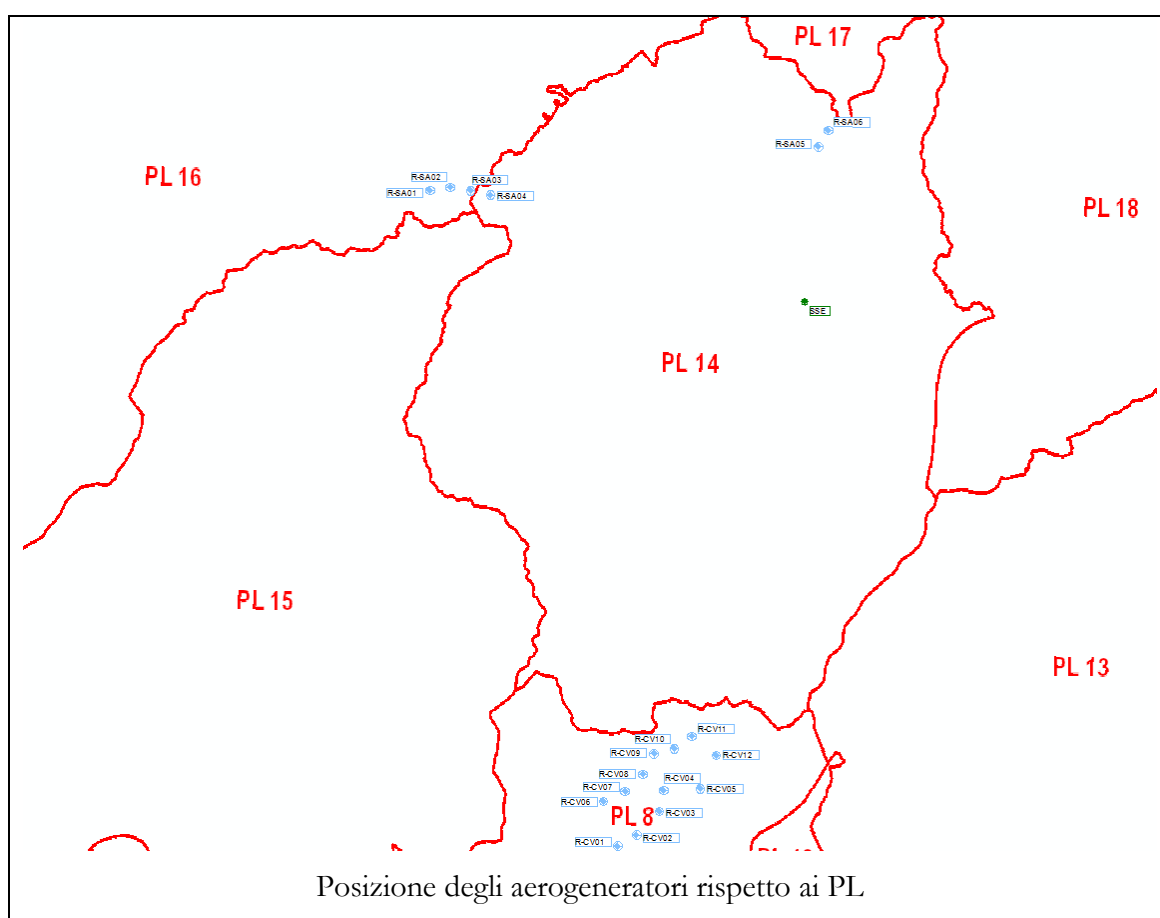 PL 17
R-SA06
R-SA05
PL 16
R-SA02
R-SA03
R-SA01
R-SA04
PL 18
SSE
PL 14
PL 15
PL 13
R-CV11
R-CV10
R-CV09
R-CV12
R-CV08
R-CV04
R-CV07
R-CV05
R-CV06
R-CV03
PL 8
R-CV02
R-CV01
Posizione degli aerogeneratori rispetto ai PL